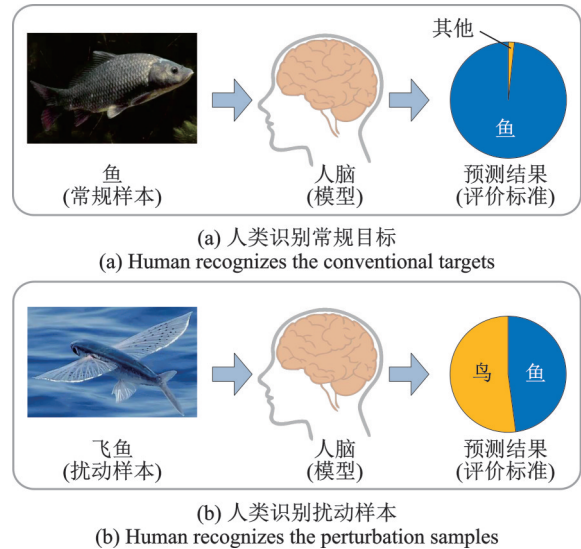 其他
鱼
鱼
(常规样本)
人脑
(模型)
预测结果
(评价标准)
(a) 人类识别常规目标
(a) Human recognizes the conventional targets
鸟
鱼
飞鱼
(扰动样本)
人脑
(模型)
预测结果
(评价标准)
(b) 人类识别扰动样本
(b) Human recognizes the perturbation samples